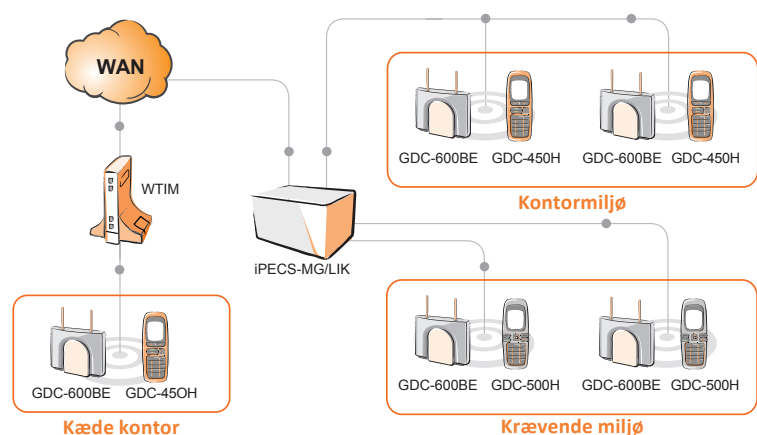 WAN
WTIM
iPECS-MG/LIK
GDC-600BE GDC-450H GDC-600BE GDC-450H
Kontormiljø
GDC-600BE GDC-500H GDC-600BE GDC-500H
Krævende miljø
GDC-600BE GDC-45OH
Kæde kontor